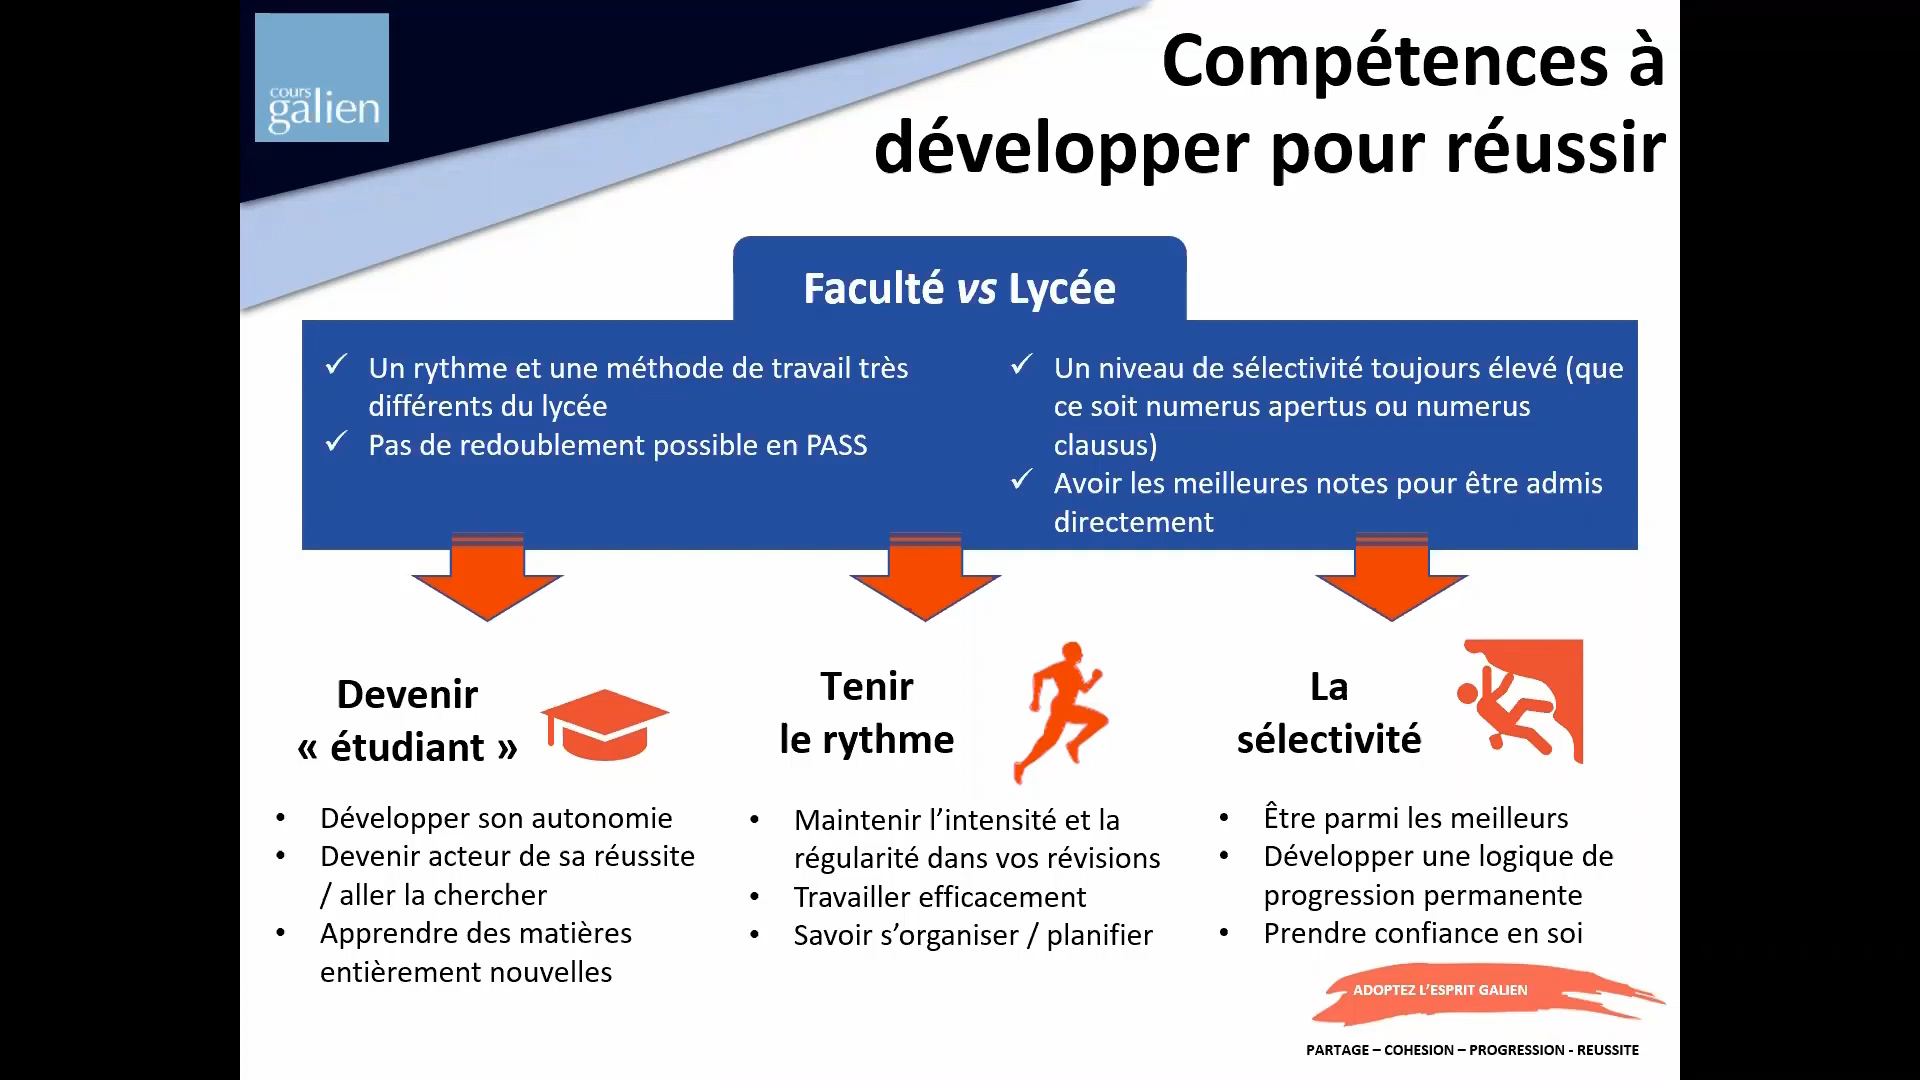 cours
galien
Compétences à
développer pour réussir
Faculté vs Lycée
✓ Un rythme et une méthode de travail très
différents du lycée
✓ Pas de redoublement possible en PASS
✓ Un niveau de sélectivité toujours élevé (que
ce soit numerus apertus ou numerus
clausus)
✓ Avoir les meilleures notes pour être admis
directement
Devenir
« étudiant »
• Développer son autonomie
• Devenir acteur de sa réussite
/ aller la chercher
• Apprendre des matières
entièrement nouvelles
Tenir
le rythme
• Maintenir l’intensité et la
régularité dans vos révisions
• Travailler efficacement
• Savoir s’organiser / planifier
La
sélectivité
• Être parmi les meilleurs
• Développer une logique de
progression permanente
• Prendre confiance en soi
ADOPTEZ L’ESPRIT GALIEN
PARTAGE – COHESION – PROGRESSION - REUSSITE